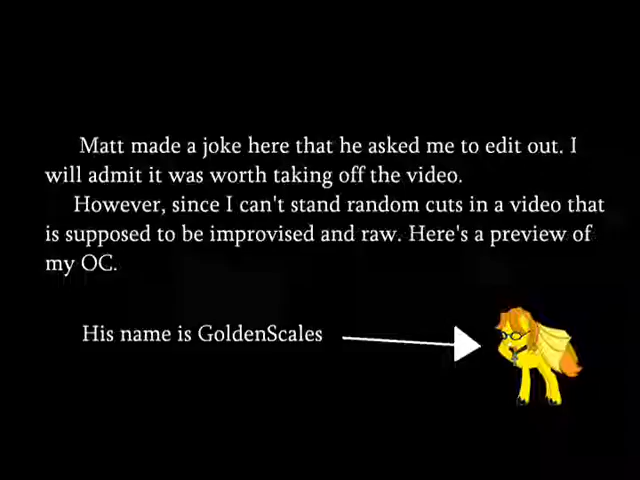 Matt made a joke here that he asked me to edit out. I
will admit it was worth taking off the video.
However, since I can't stand random cuts in a video that
is supposed to be improvised and raw. Here's a preview of
my OC.
His name is GoldenScales